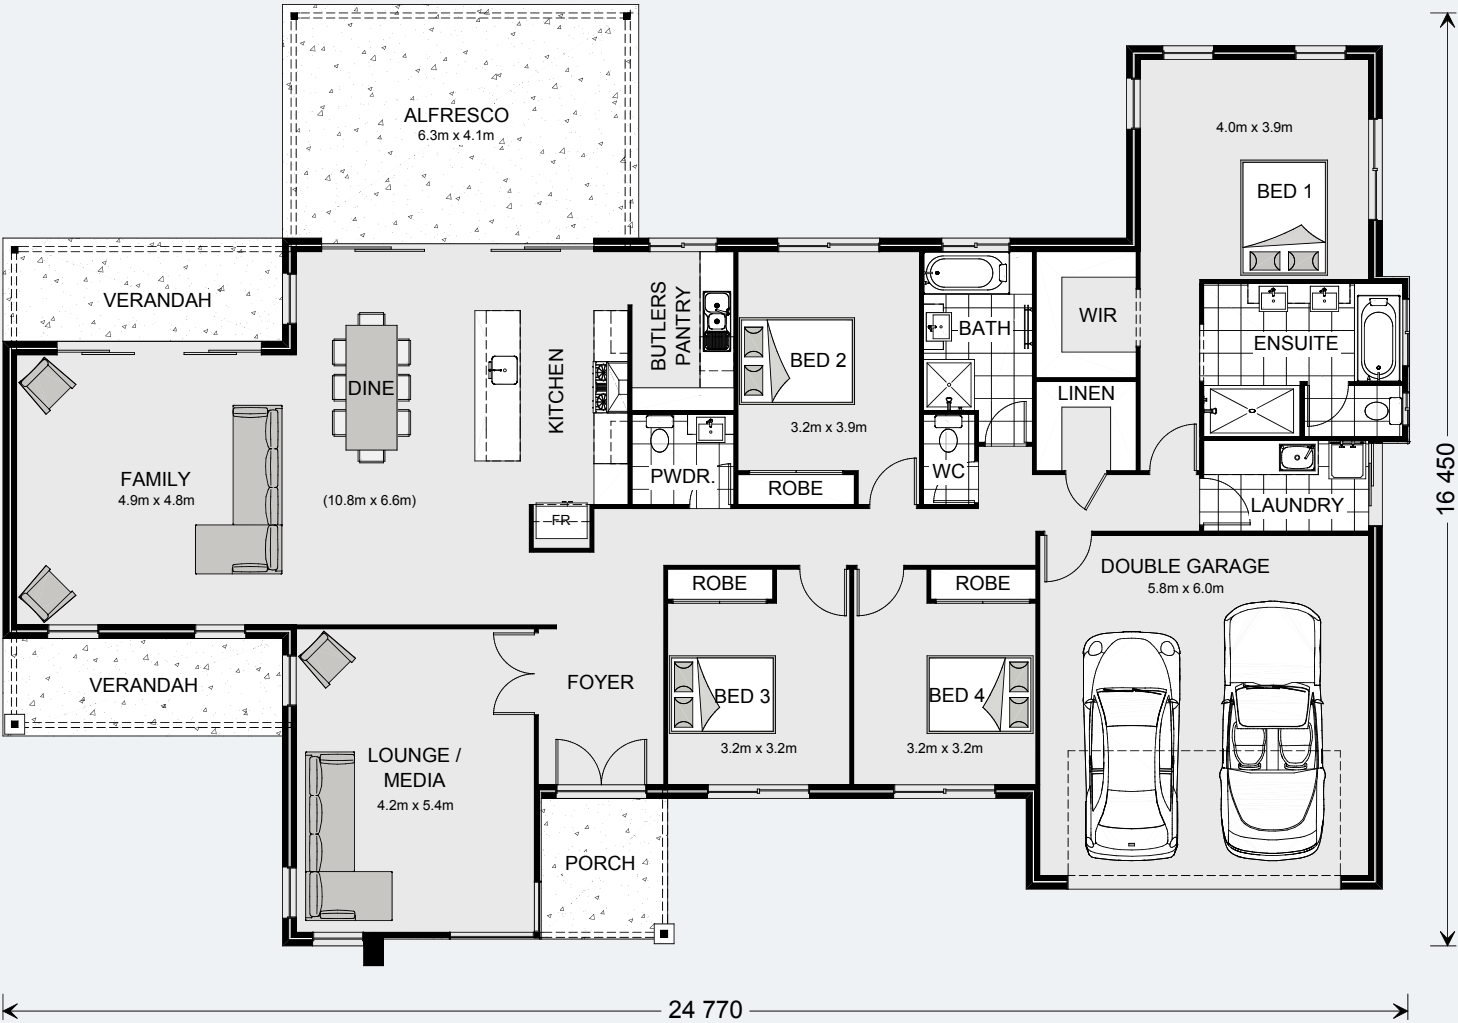 ALFRESCO
6.3m x 4.1m
4.0m x 3.9m
BED 1
VERANDAH
BUTLERS
PANTRY
WIR
BATH
ENSUITE
DINE
KITCHEN
BED 2
3.2m x 3.9m
LINEN
FAMILY
4.9m x 4.8m
(10.8m x 6.6m)
PWDR.
ROBE
WC
LAUNDRY
FR
16 450
ROBE
ROBE
DOUBLE GARAGE
5.8m x 6.0m
VERANDAH
FOYER
BED 3
3.2m x 3.2m
BED 4
3.2m x 3.2m
LOUNGE /
MEDIA
4.2m x 5.4m
PORCH
24 770